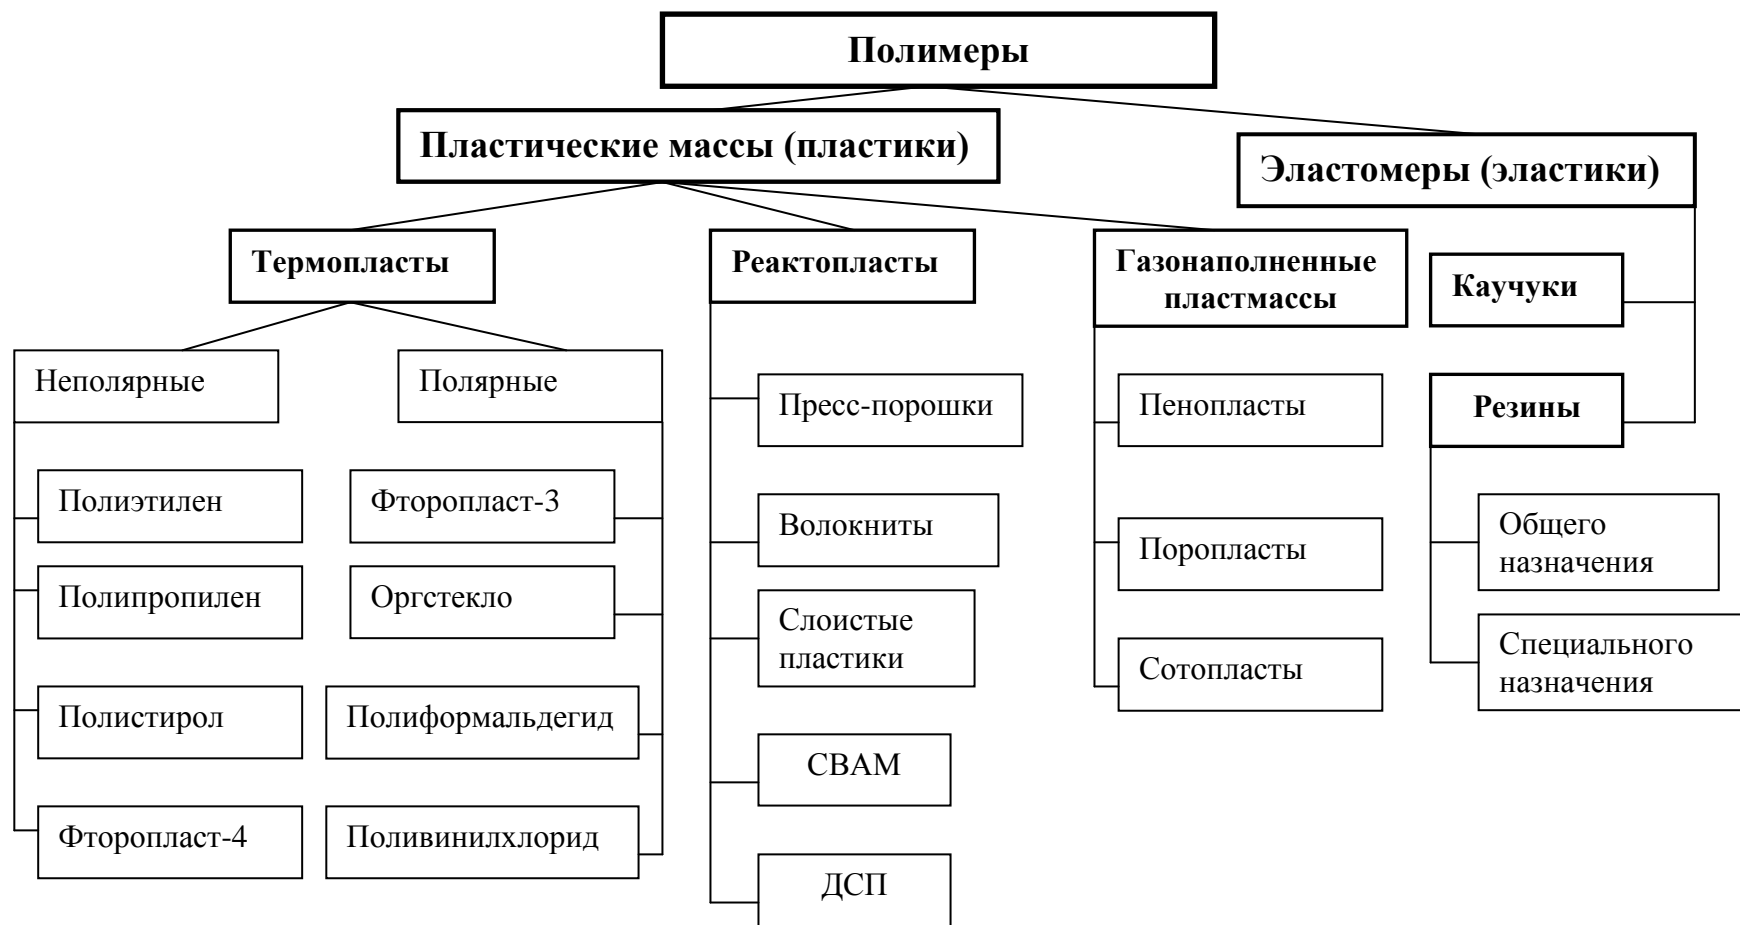 Полимеры
Пластические массы (пластики)
Эластомеры (эластики)
Термопласты
Реактопласты
Газонаполненные
пластмассы
Каучуки
Неполярные
Полярные
Пресс-порошки
Пенопласты
Резины
Полиэтилен
Фторопласт-3
Волокниты
Поропласты
Общего
назначения
Полипропилен
Оргстекло
Слоистые
пластики
Сотопласты
Специального
назначения
Полистирол
Полиформальдегид
СВАМ
Фторопласт-4
Поливинилхлорид
ДСП